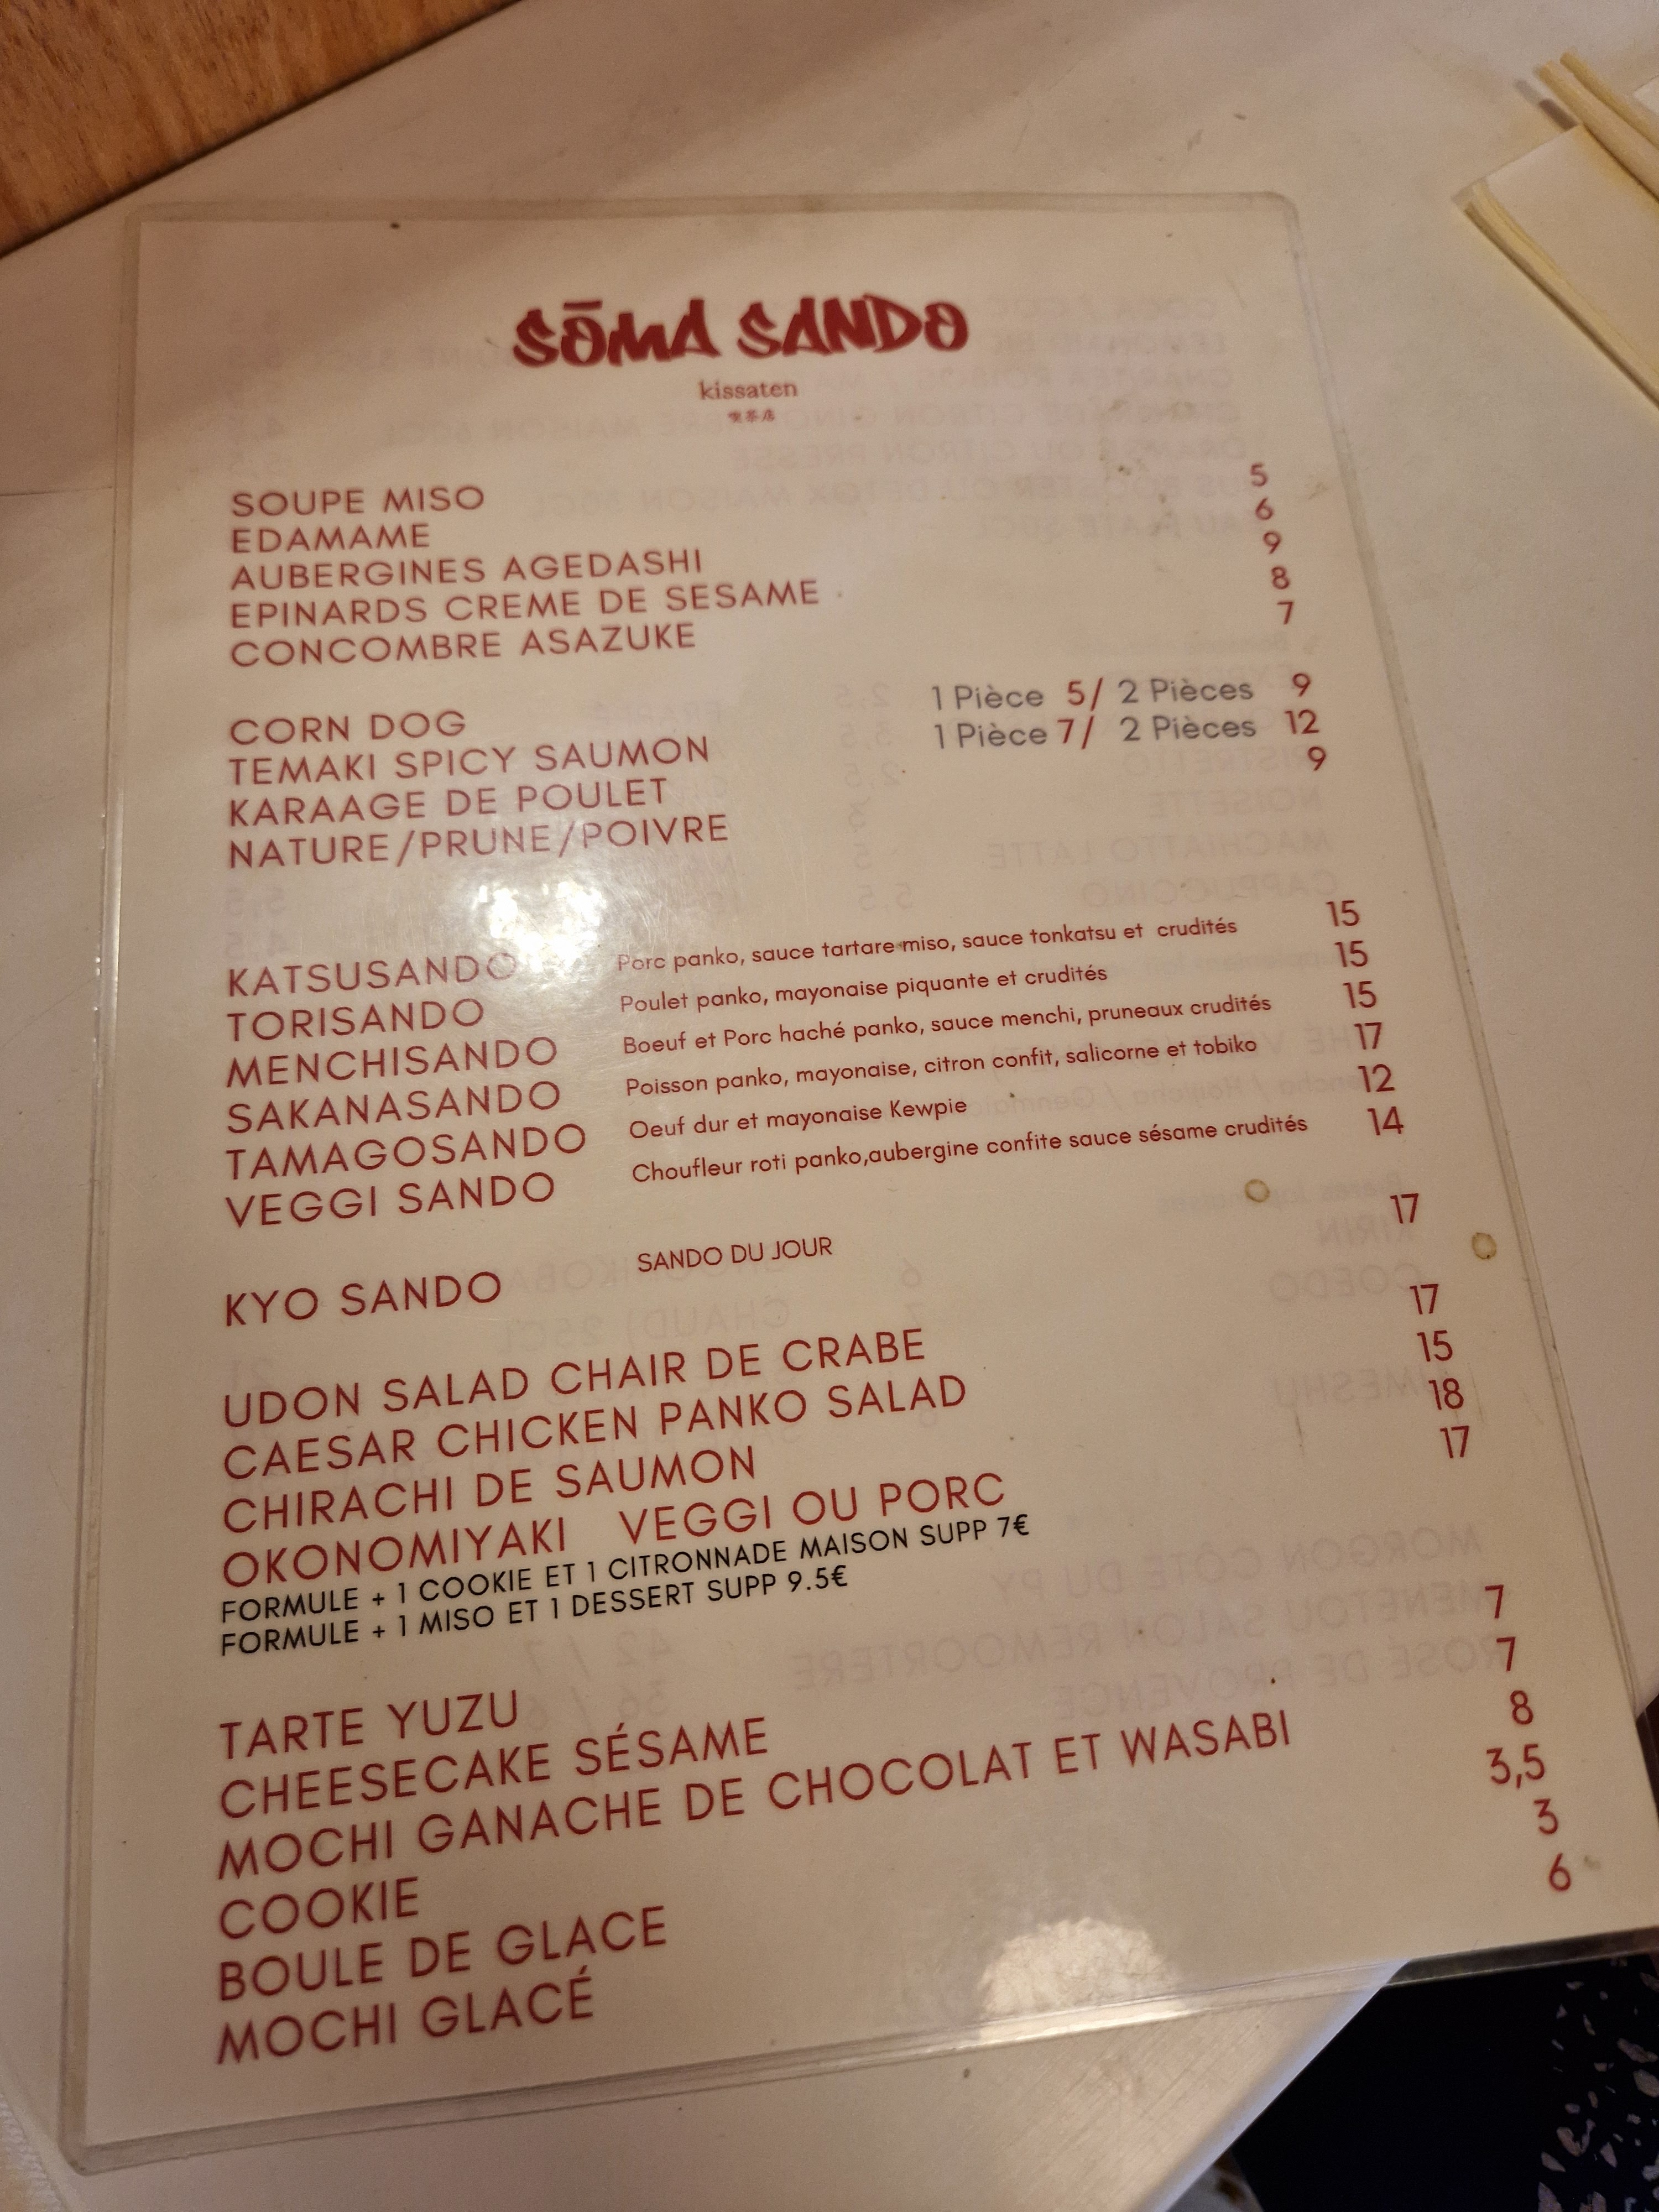 SŌMA SANDO
kissaten
喫茶店
SOUPE MISO 5
EDAMAME 6
AUBERGINES AGEDASHI 9
EPINARDS CREME DE SESAME 8
CONCOMBRE ASAZUKE 7
CORN DOG 1 Pièce 5/ 2 Pièces 9
TEMAKI SPICY SAUMON 1 Pièce 7/ 2 Pièces 12
KARAAGE DE POULET 9
NATURE/PRUNE/POIVRE
KATSUSANDO Porc panko, sauce tartare miso, sauce tonkatsu et crudités 15
TORISANDO Poulet panko, mayonaise piquante et crudités 15
MENCHISANDO Boeuf et Porc haché panko, sauce menchi, pruneaux crudités 15
SAKANASANDO Poisson panko, mayonaise, citron confit, salicorne et tobiko 17
TAMAGOSANDO Oeuf dur et mayonaise Kewpie 12
VEGGI SANDO Choufleur roti panko,aubergine confite sauce sésame crudités 14
KYO SANDO SANDO DU JOUR 17
UDON SALAD CHAIR DE CRABE 17
CAESAR CHICKEN PANKO SALAD 15
CHIRACHI DE SAUMON 18
OKONOMIYAKI VEGGI OU PORC 17
FORMULE + 1 COOKIE ET 1 CITRONNADE MAISON SUPP 7€
FORMULE + 1 MISO ET 1 DESSERT SUPP 9.5€
TARTE YUZU 7
CHEESECAKE SÉSAME 7
MOCHI GANACHE DE CHOCOLAT ET WASABI 8
COOKIE 3,5
BOULE DE GLACE 3
MOCHI GLACÉ 6